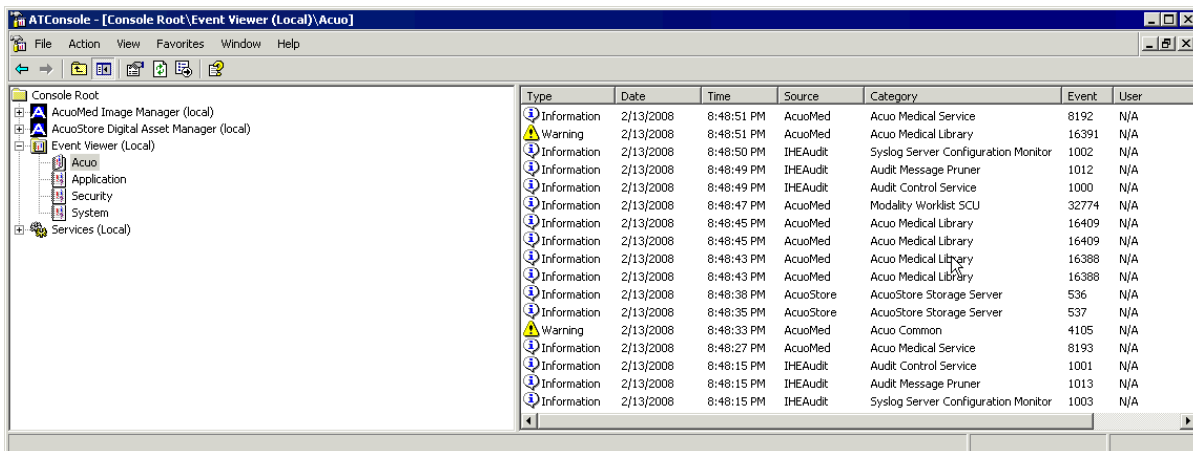 ATConsole - [Console Root\Event Viewer (Local)\Acuo]
File Action View Favorites Window Help
Console Root
AcuoMed Image Manager (local)
AcuoStore Digital Asset Manager (local)
Event Viewer (Local)
Acuo
Application
Security
System
Services (Local)
Type Date Time Source Category Event User
Information 2/13/2008 8:48:51 PM AcuoMed Acuo Medical Service 8192 N/A
Warning 2/13/2008 8:48:51 PM AcuoMed Acuo Medical Library 16391 N/A
Information 2/13/2008 8:48:50 PM IHEAudit Syslog Server Configuration Monitor 1002 N/A
Information 2/13/2008 8:48:49 PM IHEAudit Audit Message Pruner 1012 N/A
Information 2/13/2008 8:48:49 PM IHEAudit Audit Control Service 1000 N/A
Information 2/13/2008 8:48:47 PM AcuoMed Modality Worklist SCU 32774 N/A
Information 2/13/2008 8:48:45 PM AcuoMed Acuo Medical Library 16409 N/A
Information 2/13/2008 8:48:45 PM AcuoMed Acuo Medical Library 16409 N/A
Information 2/13/2008 8:48:43 PM AcuoMed Acuo Medical Library 16388 N/A
Information 2/13/2008 8:48:43 PM AcuoMed Acuo Medical Library 16388 N/A
Information 2/13/2008 8:48:38 PM AcuoStore AcuoStore Storage Server 536 N/A
Information 2/13/2008 8:48:35 PM AcuoStore AcuoStore Storage Server 537 N/A
Warning 2/13/2008 8:48:33 PM AcuoMed Acuo Common 4105 N/A
Information 2/13/2008 8:48:27 PM AcuoMed Acuo Medical Service 8193 N/A
Information 2/13/2008 8:48:15 PM IHEAudit Audit Control Service 1001 N/A
Information 2/13/2008 8:48:15 PM IHEAudit Audit Message Pruner 1013 N/A
Information 2/13/2008 8:48:15 PM IHEAudit Syslog Server Configuration Monitor 1003 N/A